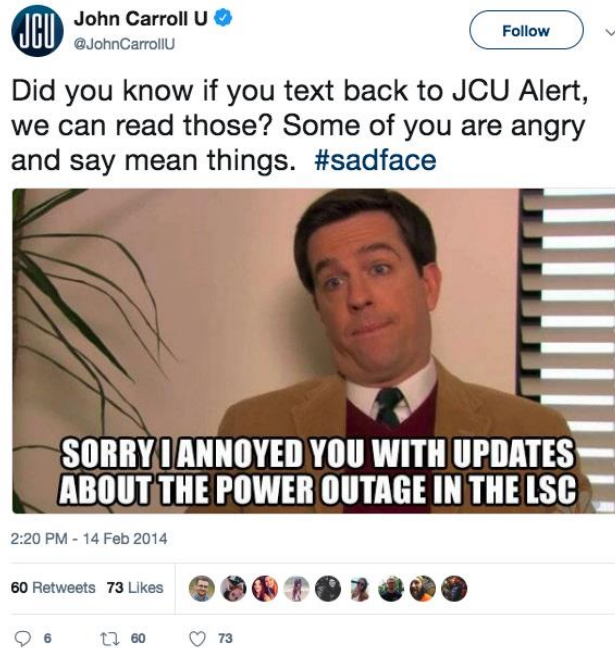 JCU
John Carroll U
@JohnCarrollU
Follow
Did you know if you text back to JCU Alert,
we can read those? Some of you are angry
and say mean things. #sadface
SORRY I ANNOYED YOU WITH UPDATES
ABOUT THE POWER OUTAGE IN THE LSC
2:20 PM - 14 Feb 2014
60 Retweets 73 Likes
6 60 73